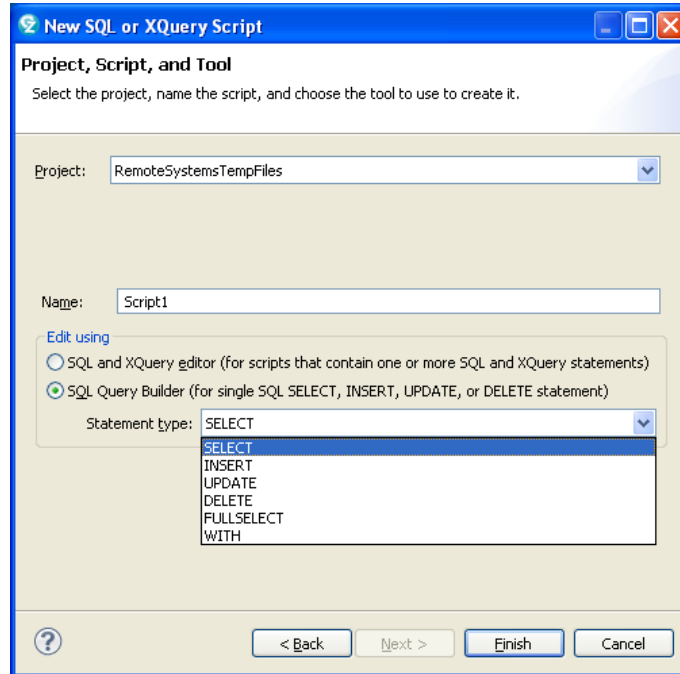 New SQL or XQuery Script
Project, Script, and Tool
Select the project, name the script, and choose the tool to use to create it.
Project: RemoteSystemsTempFiles
Name: Script1
Edit using
SQL and XQuery editor (for scripts that contain one or more SQL and XQuery statements)
SQL Query Builder (for single SQL SELECT, INSERT, UPDATE, or DELETE statement)
Statement type: SELECT
SELECT
INSERT
UPDATE
DELETE
FULLSELECT
WITH
? < Back Next > Finish Cancel